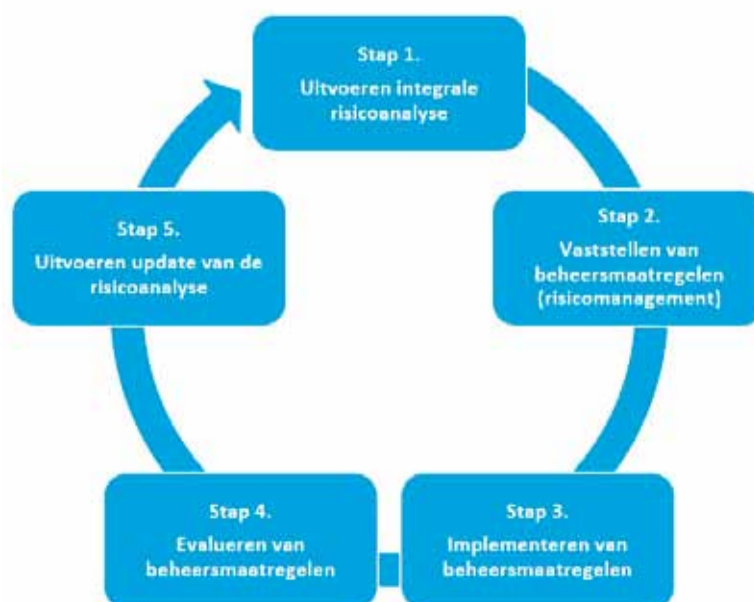 Stap 1.
Uitvoeren integrale
risicoanalyse
Stap 2.
Vaststellen van
beheersmaatregelen
(risicomanagement)
Stap 3.
Implementeren van
beheersmaatregelen
Stap 4.
Evalueren van
beheersmaatregelen
Stap 5.
Uitvoeren update van de
risicoanalyse